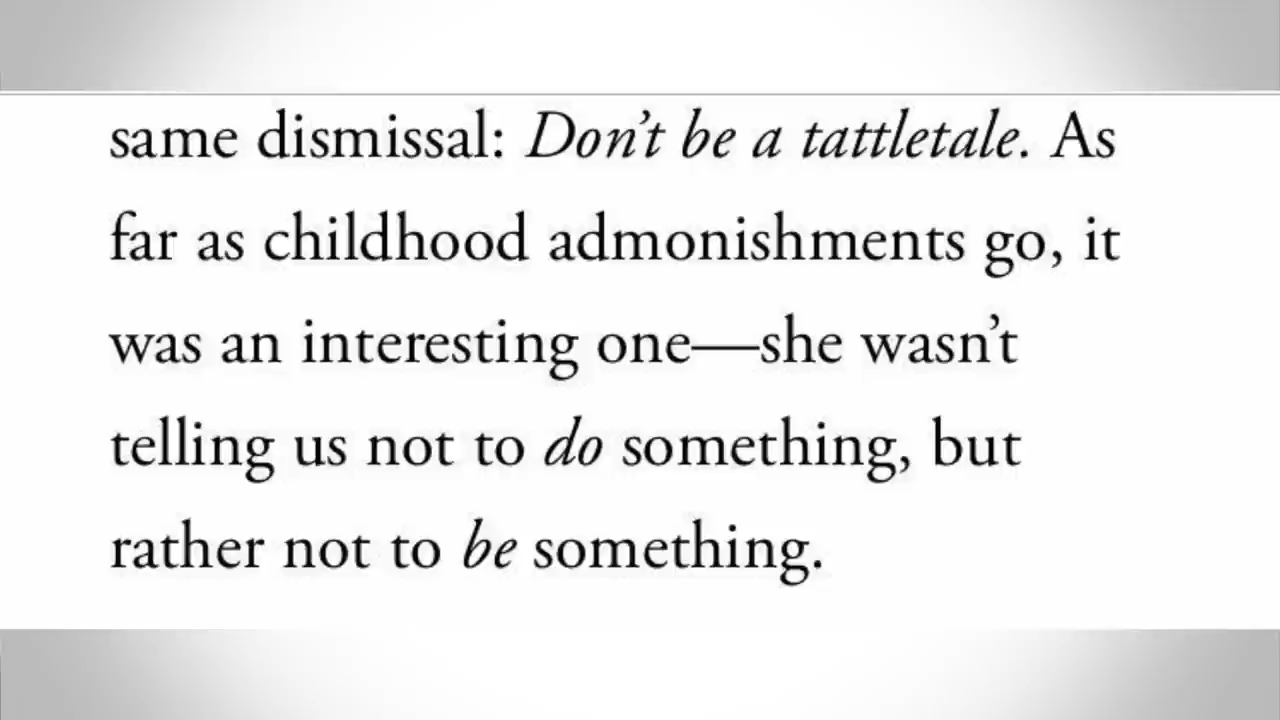 same dismissal: Don’t be a tattletale. As
far as childhood admonishments go, it
was an interesting one—she wasn’t
telling us not to do something, but
rather not to be something.